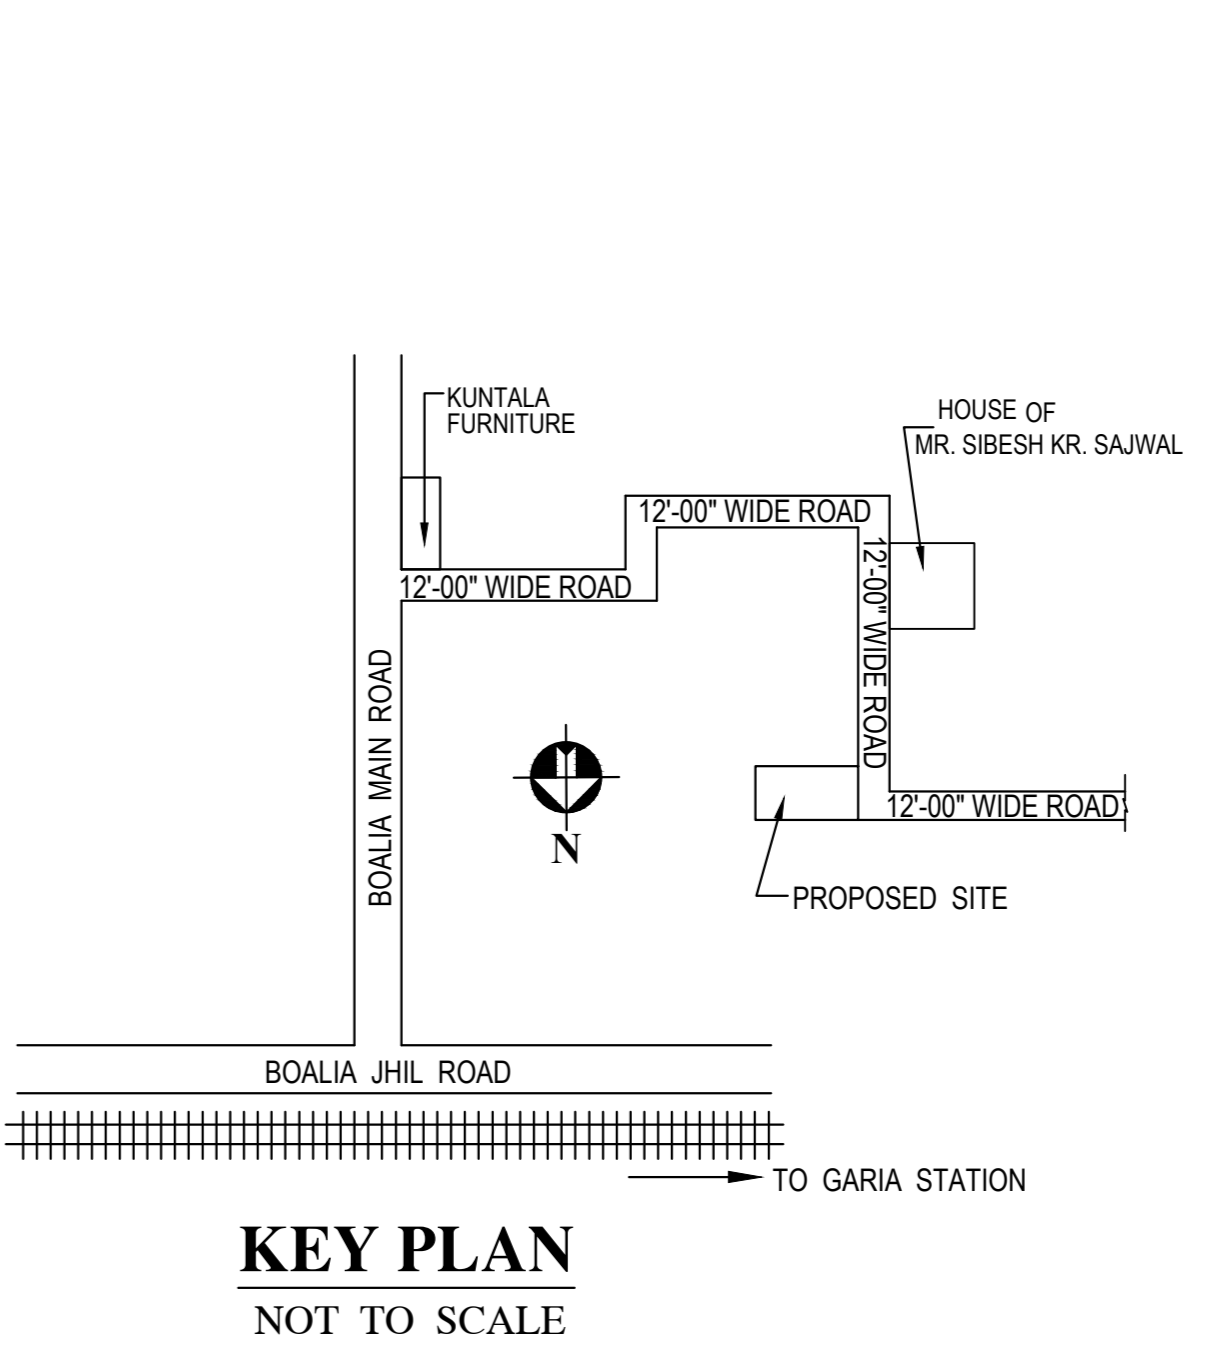 KUNTALA
FURNITURE
HOUSE OF
MR. SIBESH KR. SAJWAL
12'-00" WIDE ROAD
12'-00" WIDE ROAD
12'-00" WIDE ROAD
BOALIA MAIN ROAD
12'-00" WIDE ROAD
N
PROPOSED SITE
BOALIA JHIL ROAD
TO GARIA STATION
KEY PLAN
NOT TO SCALE